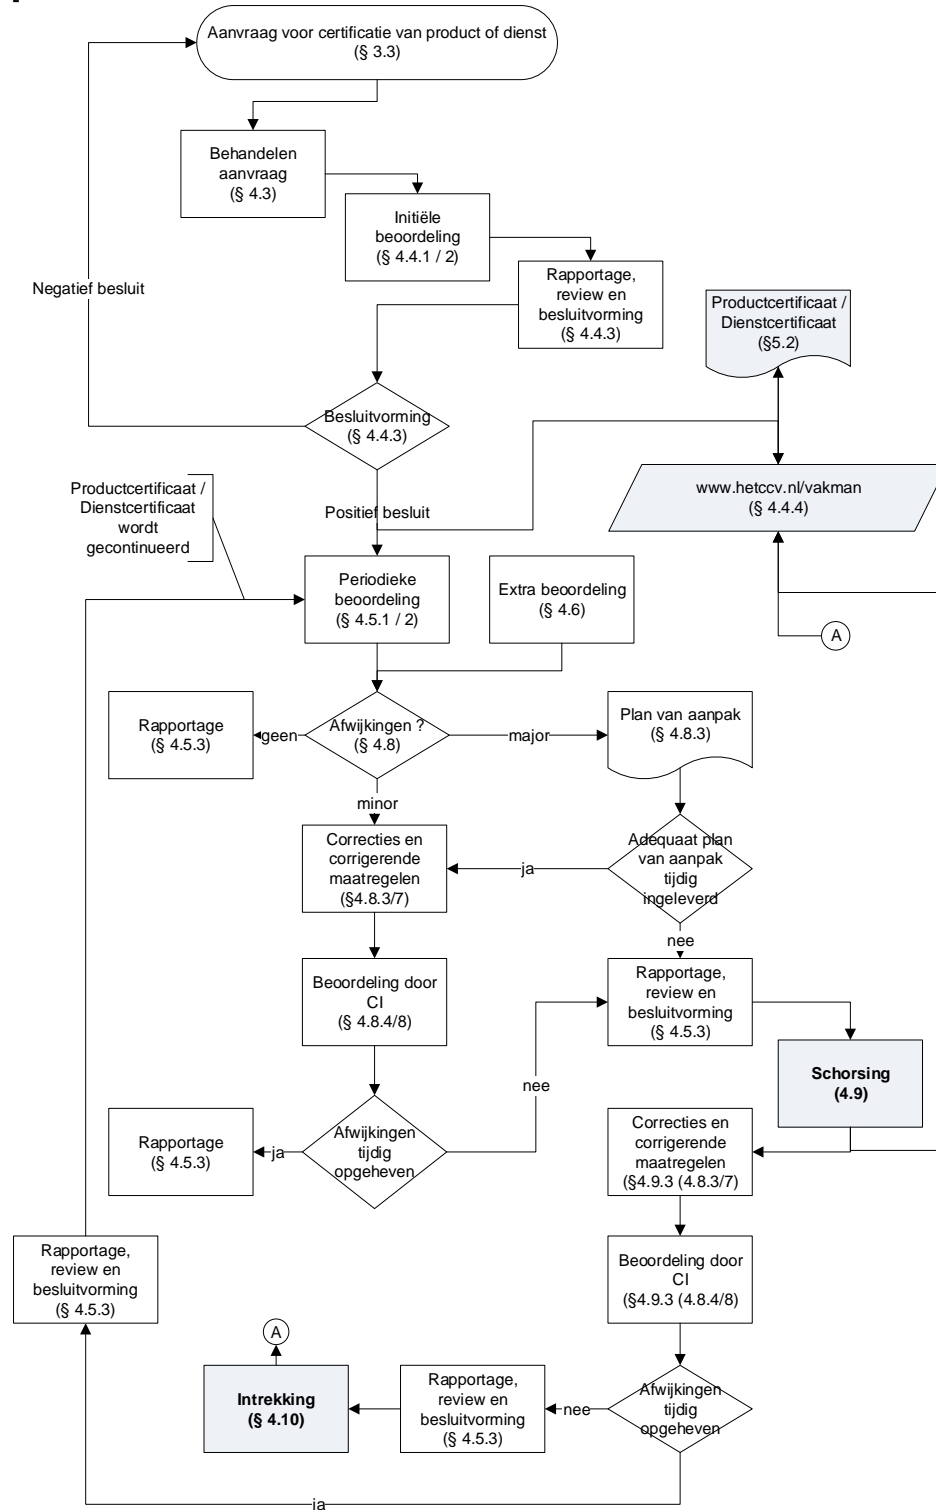 Aanvraag voor certificatie van product of dienst
(§ 3.3)
Behandelen
aanvraag
(§ 4.3)
Initiële
beoordeling
(§ 4.4.1 / 2)
Negatief besluit
Rapportage,
review en
besluitvorming
(§ 4.4.3)
Productcertificaat /
Dienstcertificaat
(§5.2)
Besluitvorming
(§ 4.4.3)
www.hetccv.nl/vakman
(§ 4.4.4)
Productcertificaat /
Dienstcertificaat
wordt
gecontinueerd
Positief besluit
Periodieke
beoordeling
(§ 4.5.1 / 2)
Extra beoordeling
(§ 4.6)
A
Rapportage
(§ 4.5.3)
geen
Afwijkingen ?
(§ 4.8)
major
Plan van aanpak
(§ 4.8.3)
minor
Correcties en
corrigerende
maatregelen
(§4.8.3/7)
ja
Adequaat plan
van aanpak
tijdig
ingeleverd
nee
Beoordeling door
CI
(§ 4.8.4/8)
Rapportage,
review en
besluitvorming
(§ 4.5.3)
Schorsing
(4.9)
nee
Rapportage
(§ 4.5.3)
ja
Afwijkingen
tijdig
opgeheven
Correcties en
corrigerende
maatregelen
(§4.9.3 (4.8.3/7)
Rapportage,
review en
besluitvorming
(§ 4.5.3)
Beoordeling door
CI
(§4.9.3 (4.8.4/8)
A
Intrekking
(§ 4.10)
Rapportage,
review en
besluitvorming
(§ 4.5.3)
nee
Afwijkingen
tijdig
opgeheven
ja